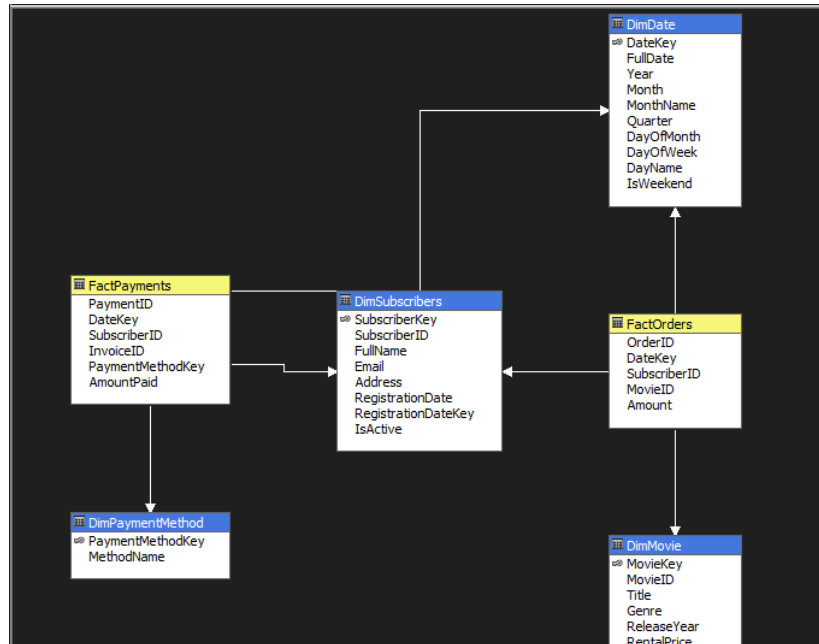 DimDate
DateKey
FullDate
Year
Month
MonthName
Quarter
DayOfMonth
DayOfWeek
DayName
IsWeekend
FactPayments
PaymentID
DateKey
SubscriberID
InvoiceID
PaymentMethodKey
AmountPaid
DimSubscribers
SubscriberKey
SubscriberID
FullName
Email
Address
RegistrationDate
RegistrationDateKey
IsActive
FactOrders
OrderID
DateKey
SubscriberID
MovieID
Amount
DimPaymentMethod
PaymentMethodKey
MethodName
DimMovie
MovieKey
MovieID
Title
Genre
ReleaseYear
RentalPrice